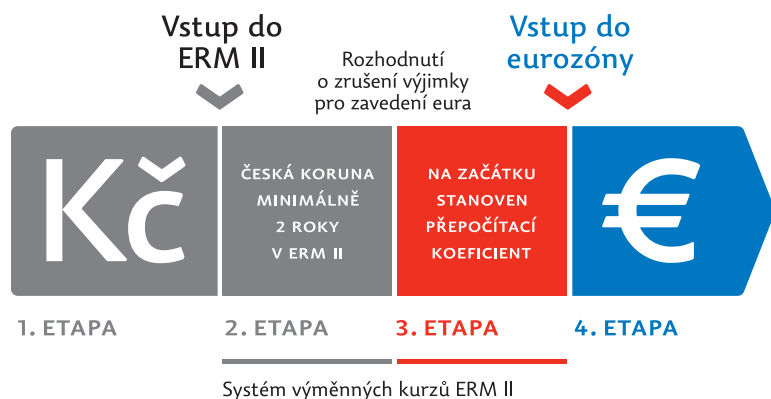 Vstup do
ERM II
Rozhodnutí
o zrušení výjimky
pro zavedení eura
Vstup do
eurozóny
Kč
ČESKÁ KORUNA
MINIMÁLNĚ
2 ROKY
V ERM II
NA ZAČÁTKU
STANOVEN
PŘEPOČÍTACÍ
KOEFICIENT
€
1. ETAPA
2. ETAPA
3. ETAPA
4. ETAPA
Systém výměnných kurzů ERM II